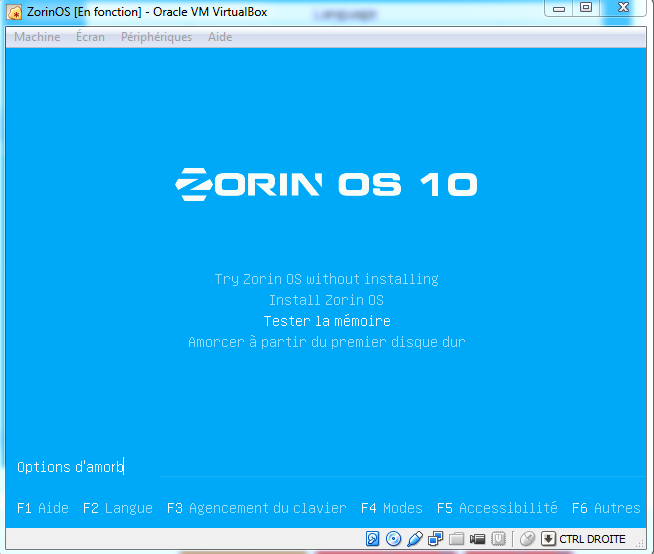 ZorinOS [En fonction] - Oracle VM VirtualBox
Machine Écran Périphériques Aide
ZORIN OS 10
Try Zorin OS without installing
Install Zorin OS
Tester la mémoire
Amorcer à partir du premier disque dur
Options d'amorb
F1 Aide F2 Langue F3 Agencement du clavier F4 Modes F5 Accessibilité F6 Autres
CTRL DROITE